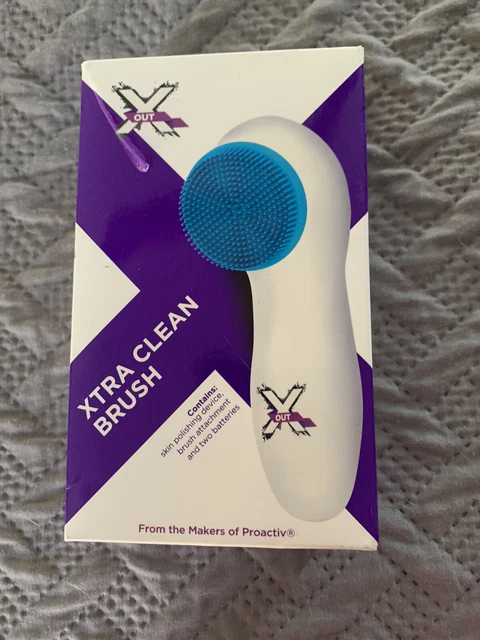 X
OUT
XTRA CLEAN
BRUSH
Contains:
skin polishing device,
brush attachment
and two batteries
X
OUT
From the Makers of Proactiv®